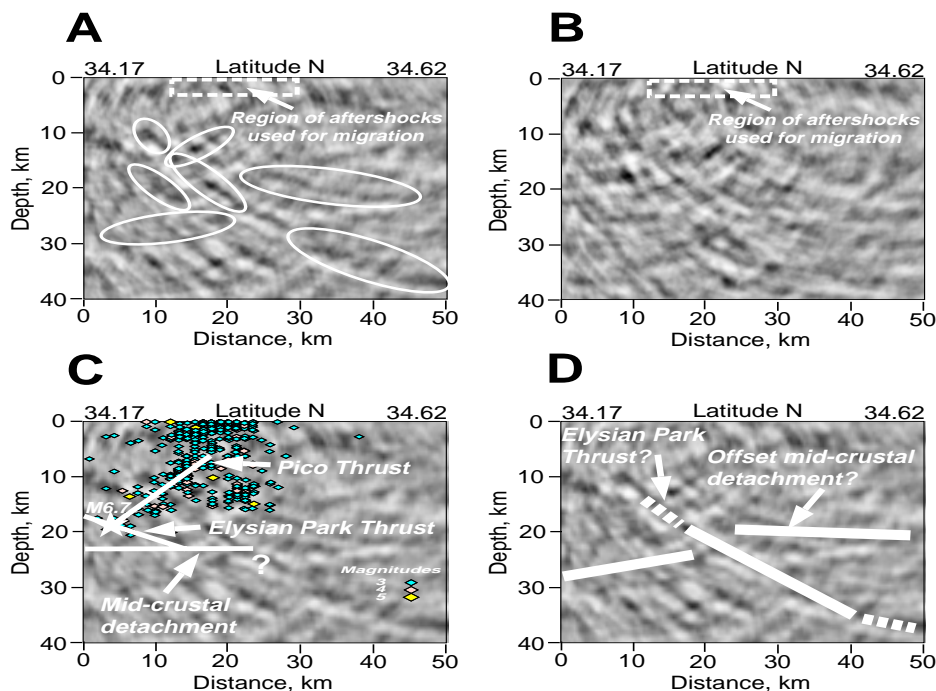 A
B
34.17 Latitude N 34.62
34.17 Latitude N 34.62
0
10
20
30
40
Depth, km
Region of aftershocks
used for migration
0 10 20 30 40 50
Distance, km
0
10
20
30
40
Depth, km
Region of aftershocks
used for migration
0 10 20 30 40 50
Distance, km
C
D
34.17 Latitude N 34.62
34.17 Latitude N 34.62
0
10
20
30
40
Depth, km
Pico Thrust
M6.7
Elysian Park Thrust
?
Mid-crustal
detachment
Magnitudes
3
4
5
0 10 20 30 40 50
Distance, km
0
10
20
30
40
Depth, km
Elysian Park
Thrust?
Offset mid-crustal
detachment?
0 10 20 30 40 50
Distance, km